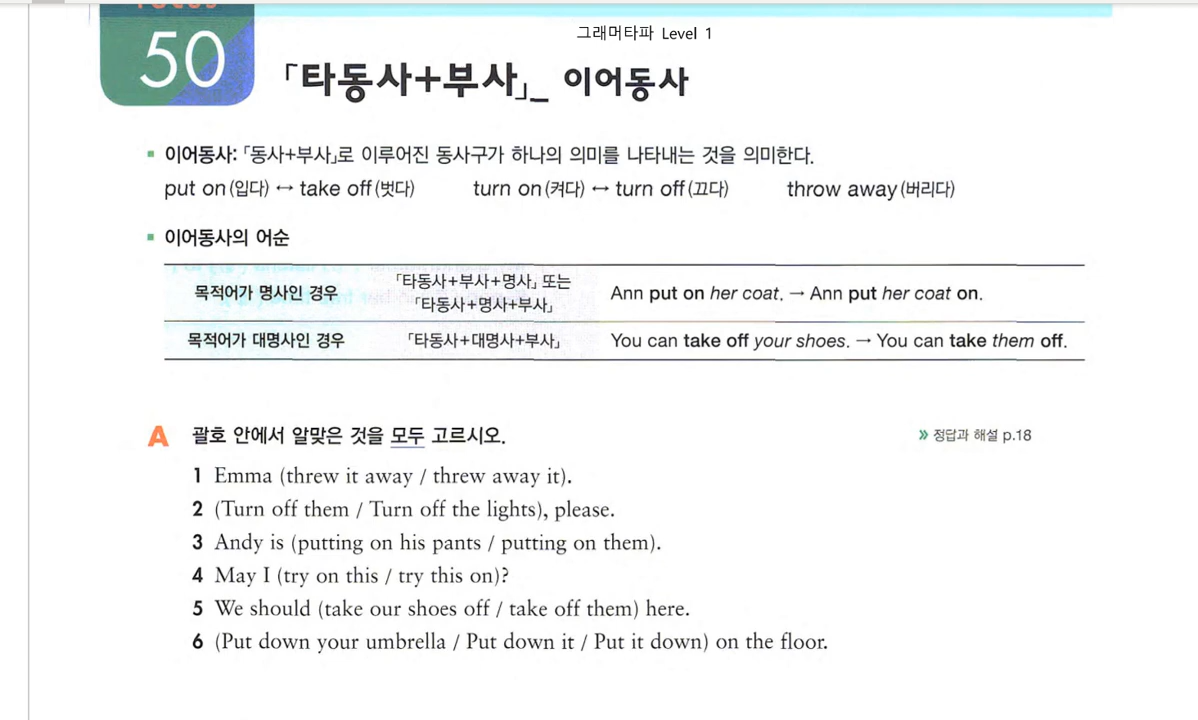 FOCUS
50
그래머타파 Level 1
「타동사+부사」_ 이어동사
이어동사: 「동사+부사」로 이루어진 동사구가 하나의 의미를 나타내는 것을 의미한다.
put on (입다) ↔ take off (벗다) turn on (켜다) ↔ turn off (끄다) throw away (버리다)
이어동사의 어순
목적어가 명사인 경우 「타동사+부사+명사」 또는 「타동사+명사+부사」 Ann put on her coat. → Ann put her coat on.
목적어가 대명사인 경우 「타동사+대명사+부사」 You can take off your shoes. → You can take them off.
A 괄호 안에서 알맞은 것을 모두 고르시오. » 정답과 해설 p.18
1 Emma (threw it away / threw away it).
2 (Turn off them / Turn off the lights), please.
3 Andy is (putting on his pants / putting on them).
4 May I (try on this / try this on)?
5 We should (take our shoes off / take off them) here.
6 (Put down your umbrella / Put down it / Put it down) on the floor.